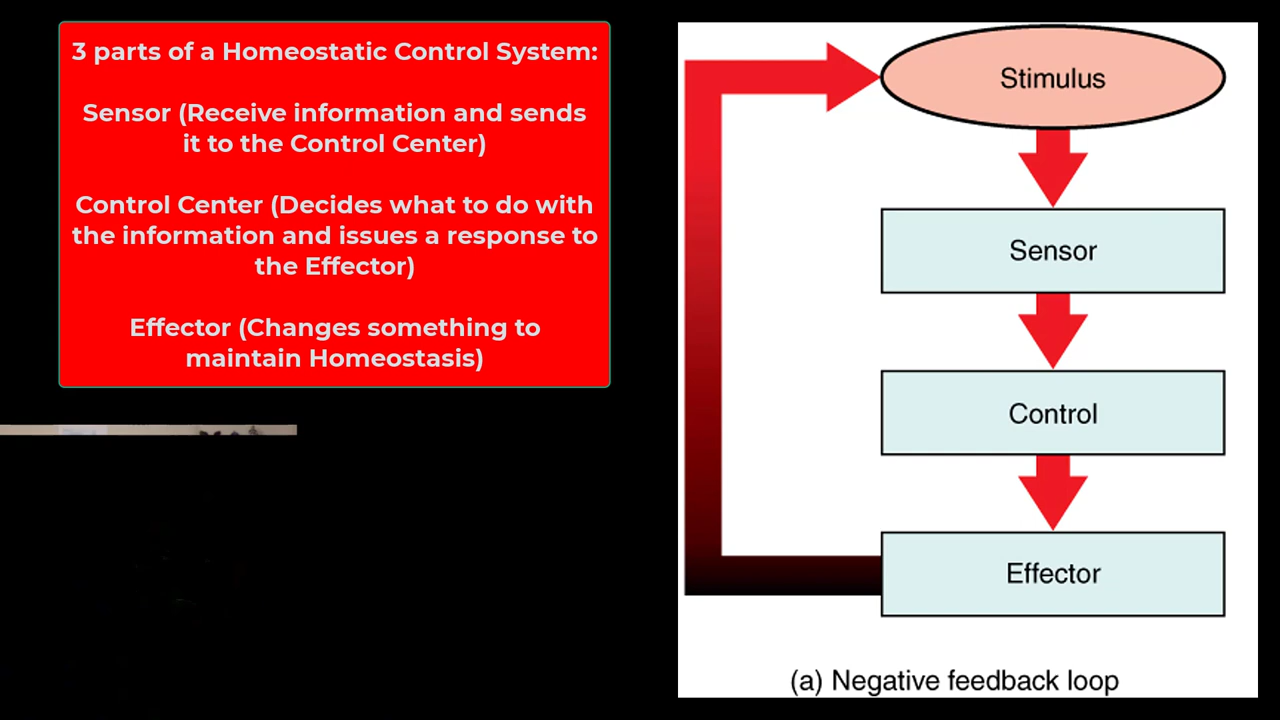 3 parts of a Homeostatic Control System:
Sensor (Receive information and sends
it to the Control Center)
Control Center (Decides what to do with
the information and issues a response to
the Effector)
Effector (Changes something to
maintain Homeostasis)
Stimulus
Sensor
Control
Effector
(a) Negative feedback loop